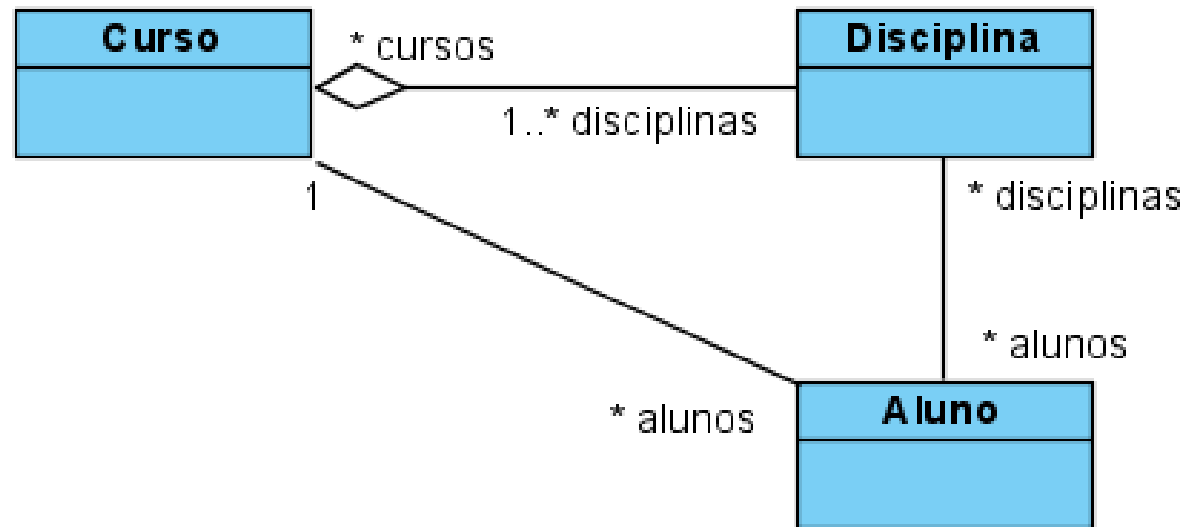 Curso
* cursos
Disciplina
1..* disciplinas
1
* disciplinas
* alunos
* alunos
Aluno